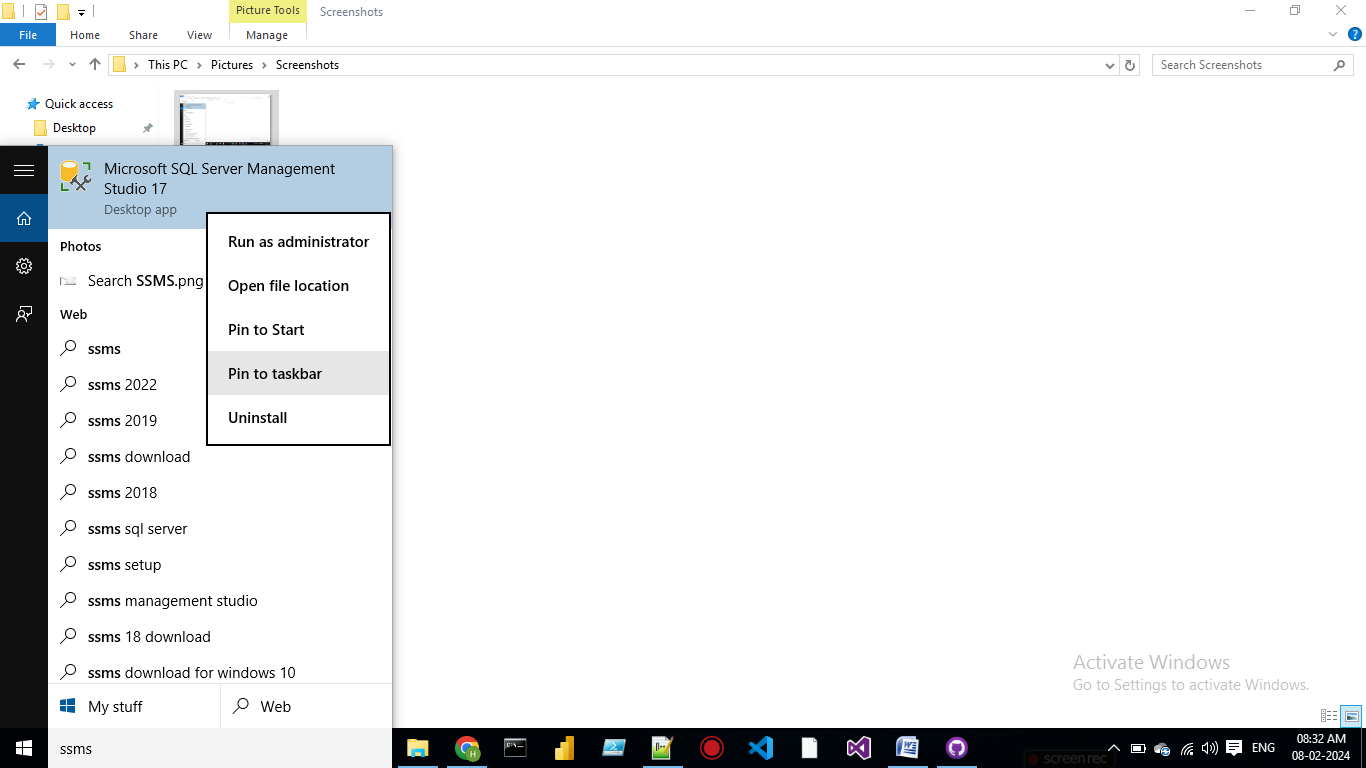 Picture Tools
Screenshots
File
Home
Share
View
Manage
This PC
Pictures
Screenshots
Search Screenshots
Quick access
Desktop
Microsoft SQL Server Management
Studio 17
Desktop app
Run as administrator
Open file location
Pin to Start
Pin to taskbar
Uninstall
Photos
Search SSMS.png
Web
ssms
ssms 2022
ssms 2019
ssms download
ssms 2018
ssms sql server
ssms setup
ssms management studio
ssms 18 download
ssms download for windows 10
My stuff
Web
ssms
Activate Windows
Go to Settings to activate Windows.
screenrec
ENG
08:32 AM
08-02-2024